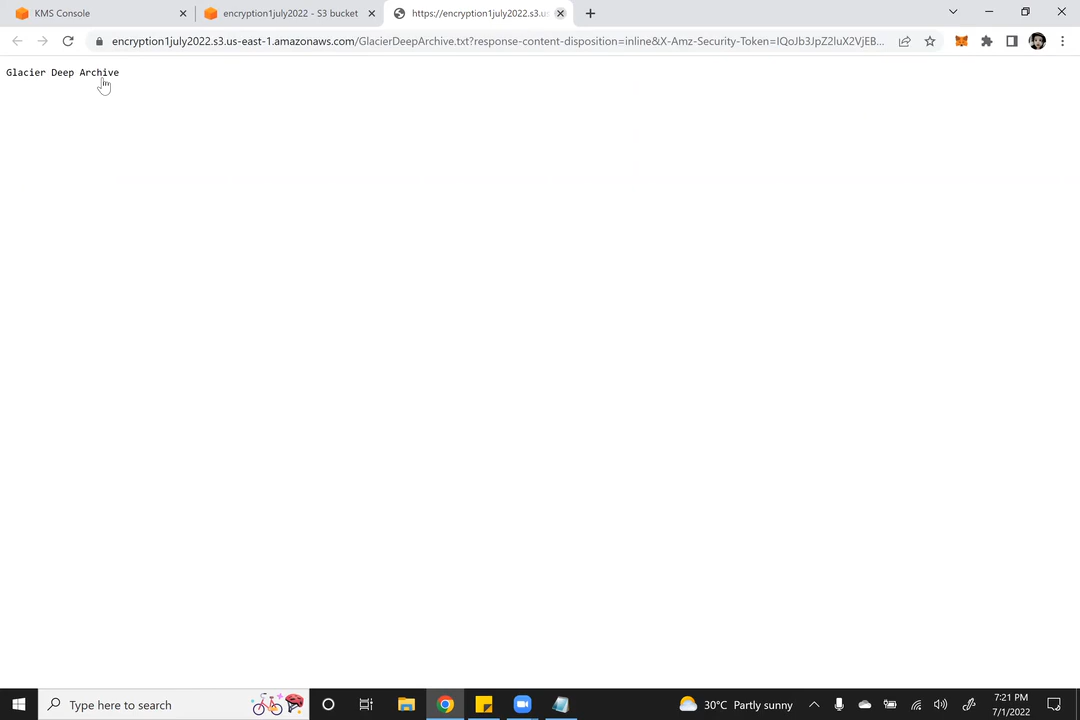 KMS Console
encryption1july2022 - S3 bucket
https://encryption1july2022.s3.us
encryption1july2022.s3.us-east-1.amazonaws.com/GlacierDeepArchive.txt?response-content-disposition=inline&X-Amz-Security-Token=IQoJb3JpZ2luX2VjEB...
Glacier Deep Archive
Type here to search
30°C Partly sunny
7:21 PM
7/1/2022